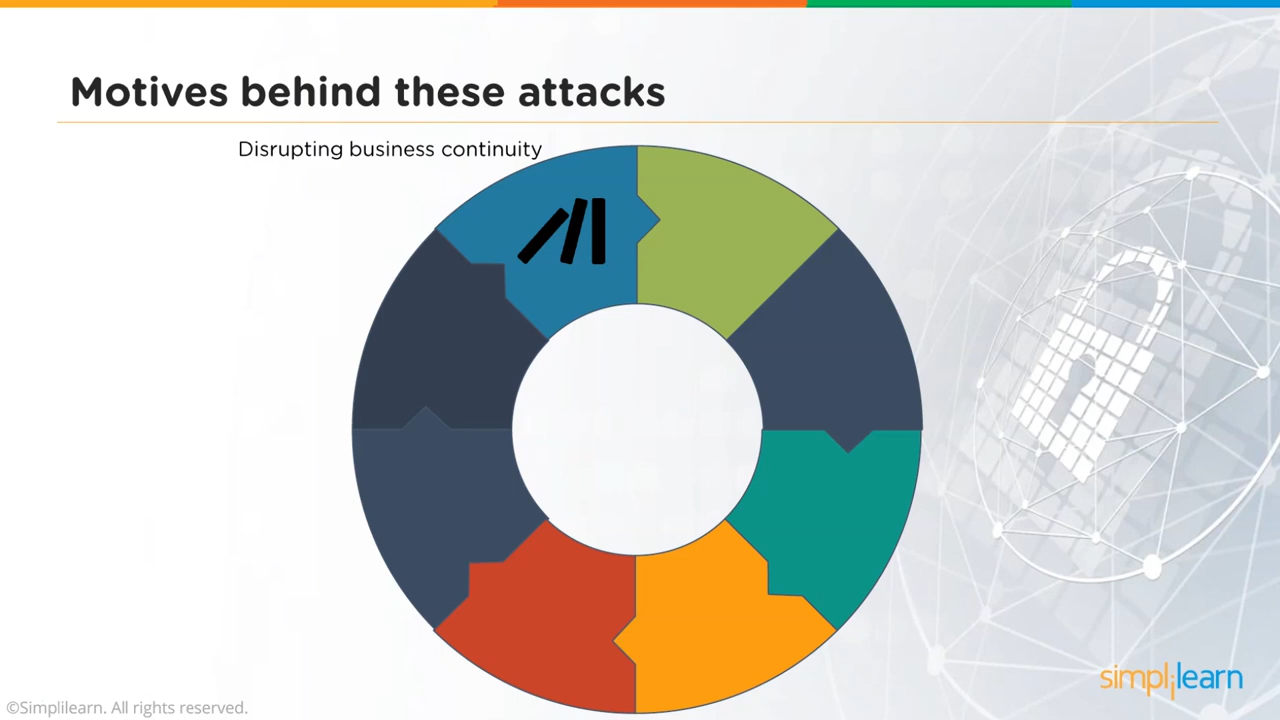 Motives behind these attacks
Disrupting business continuity
simplilearn
©Simplilearn. All rights reserved.